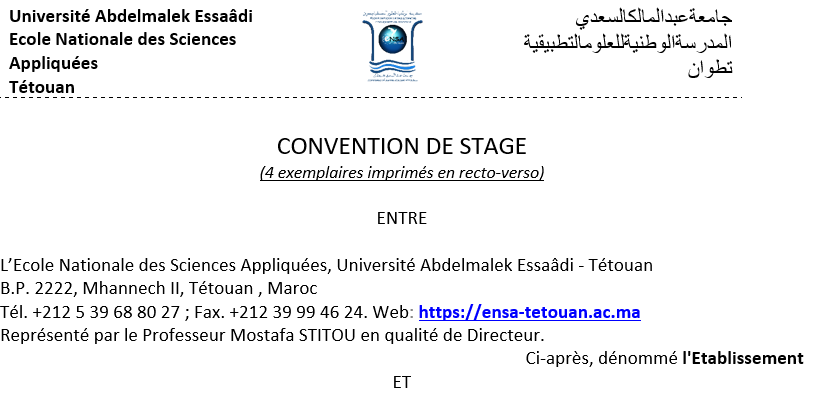 Université Abdelmalek Essaâdi
Ecole Nationale des Sciences
Appliquées
Tétouan
ENSA
جامعةعبدالمالكالسعدي
المدرسةالوطنيةللعلومالتطبيقية
تطوان
CONVENTION DE STAGE
(4 exemplaires imprimés en recto-verso)
ENTRE
L’Ecole Nationale des Sciences Appliquées, Université Abdelmalek Essaâdi - Tétouan
B.P. 2222, Mhannech II, Tétouan , Maroc
Tél. +212 5 39 68 80 27 ; Fax. +212 39 99 46 24. Web: https://ensa-tetouan.ac.ma
Représenté par le Professeur Mostafa STITOU en qualité de Directeur.
Ci-après, dénommé l'Etablissement
ET